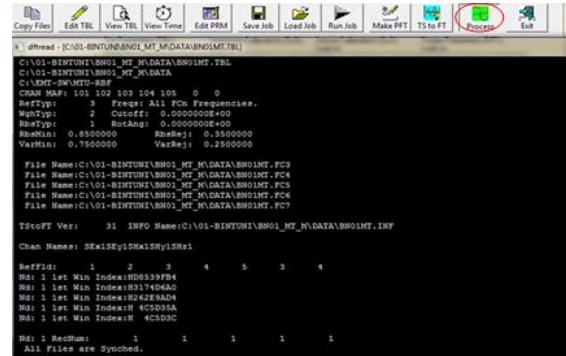 Copy Files Edit TBL View TBL View Time Edit PRM Save Job Load Job Run Job Make PFT TS to FT Process Exit
dftread - [C:\01-BINTUNI\BN01_MT_M\DATA\BN01MT.TBL]
C:\01-BINTUNI\BN01_MT_M\DATA\BN01MT.TBL
C:\01-BINTUNI\BN01_MT_M\DATA
C:\EMT-SW\MTU-RBF
CHAN MAP: 101 102 103 104 105 0 0
RefTyp: 3 Freqs: All FCn Frequencies.
WghTyp: 2 Cutoff: 0.0000000E+00
RbsTyp: 1 RotAng: 0.0000000E+00
RbsMin: 0.8500000 RbsRej: 0.3500000
VarMin: 0.7500000 VarRej: 0.2500000
File Name:C:\01-BINTUNI\BN01_MT_M\DATA\BN01MT.FC3
File Name:C:\01-BINTUNI\BN01_MT_M\DATA\BN01MT.FC4
File Name:C:\01-BINTUNI\BN01_MT_M\DATA\BN01MT.FC5
File Name:C:\01-BINTUNI\BN01_MT_M\DATA\BN01MT.FC6
File Name:C:\01-BINTUNI\BN01_MT_M\DATA\BN01MT.FC7
TStoFT Ver: 31 INFO Name:C:\01-BINTUNI\BN01_MT_M\DATA\BN01MT.INF
Chan Names: SEx1SEy1SHx1SHy1SHz1
RefFld: 1 2 3 4 5 3 4
Nd: 1 1st Win Index:HD8539FB4
Nd: 1 1st Win Index:H3174D6A0
Nd: 1 1st Win Index:H262E9AD4
Nd: 1 1st Win Index:H 4C5D35A
Nd: 1 1st Win Index:H 4C5D3C
Nd: 1 RecNum: 1 1 1 1 1
All Files are Synched.